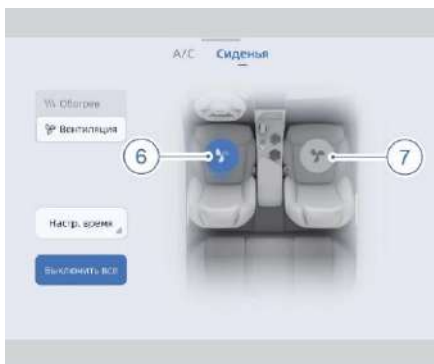 A/C Сиденья
Обогрев
Вентиляция
6
7
Настр. время
Выключить все